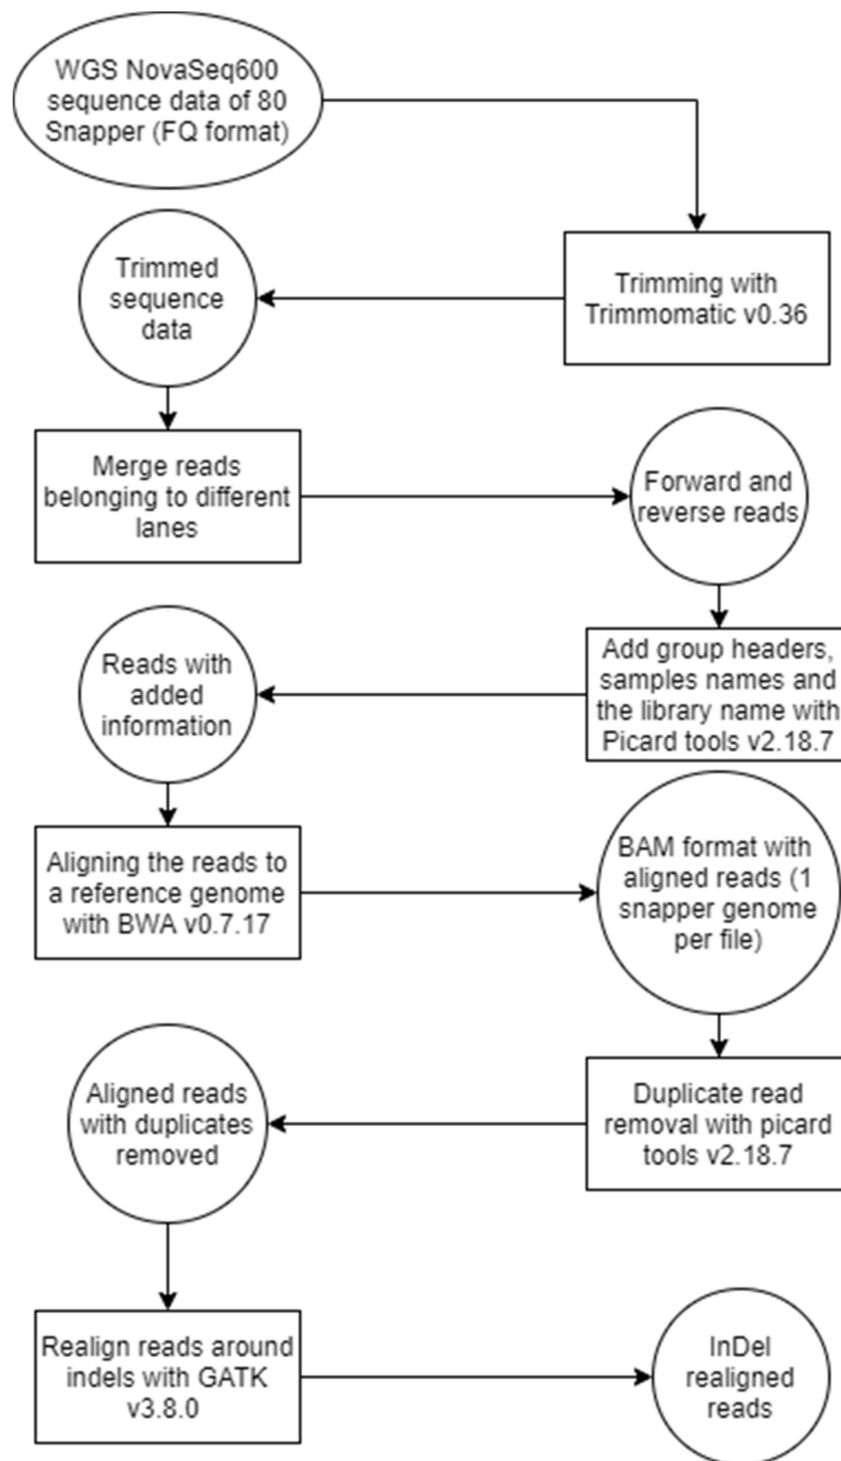 WGS NovaSeq600
sequence data of 80
Snapper (FQ format)
Trimming with
Trimmomatic v0.36
Trimmed
sequence
data
Merge reads
belonging to different
lanes
Forward and
reverse reads
Add group headers,
samples names and
the library name with
Picard tools v2.18.7
Reads with
added
information
Aligning the reads to
a reference genome
with BWA v0.7.17
BAM format with
aligned reads (1
snapper genome
per file)
Duplicate read
removal with picard
tools v2.18.7
Aligned reads
with duplicates
removed
Realign reads around
indels with GATK
v3.8.0
InDel
realigned
reads